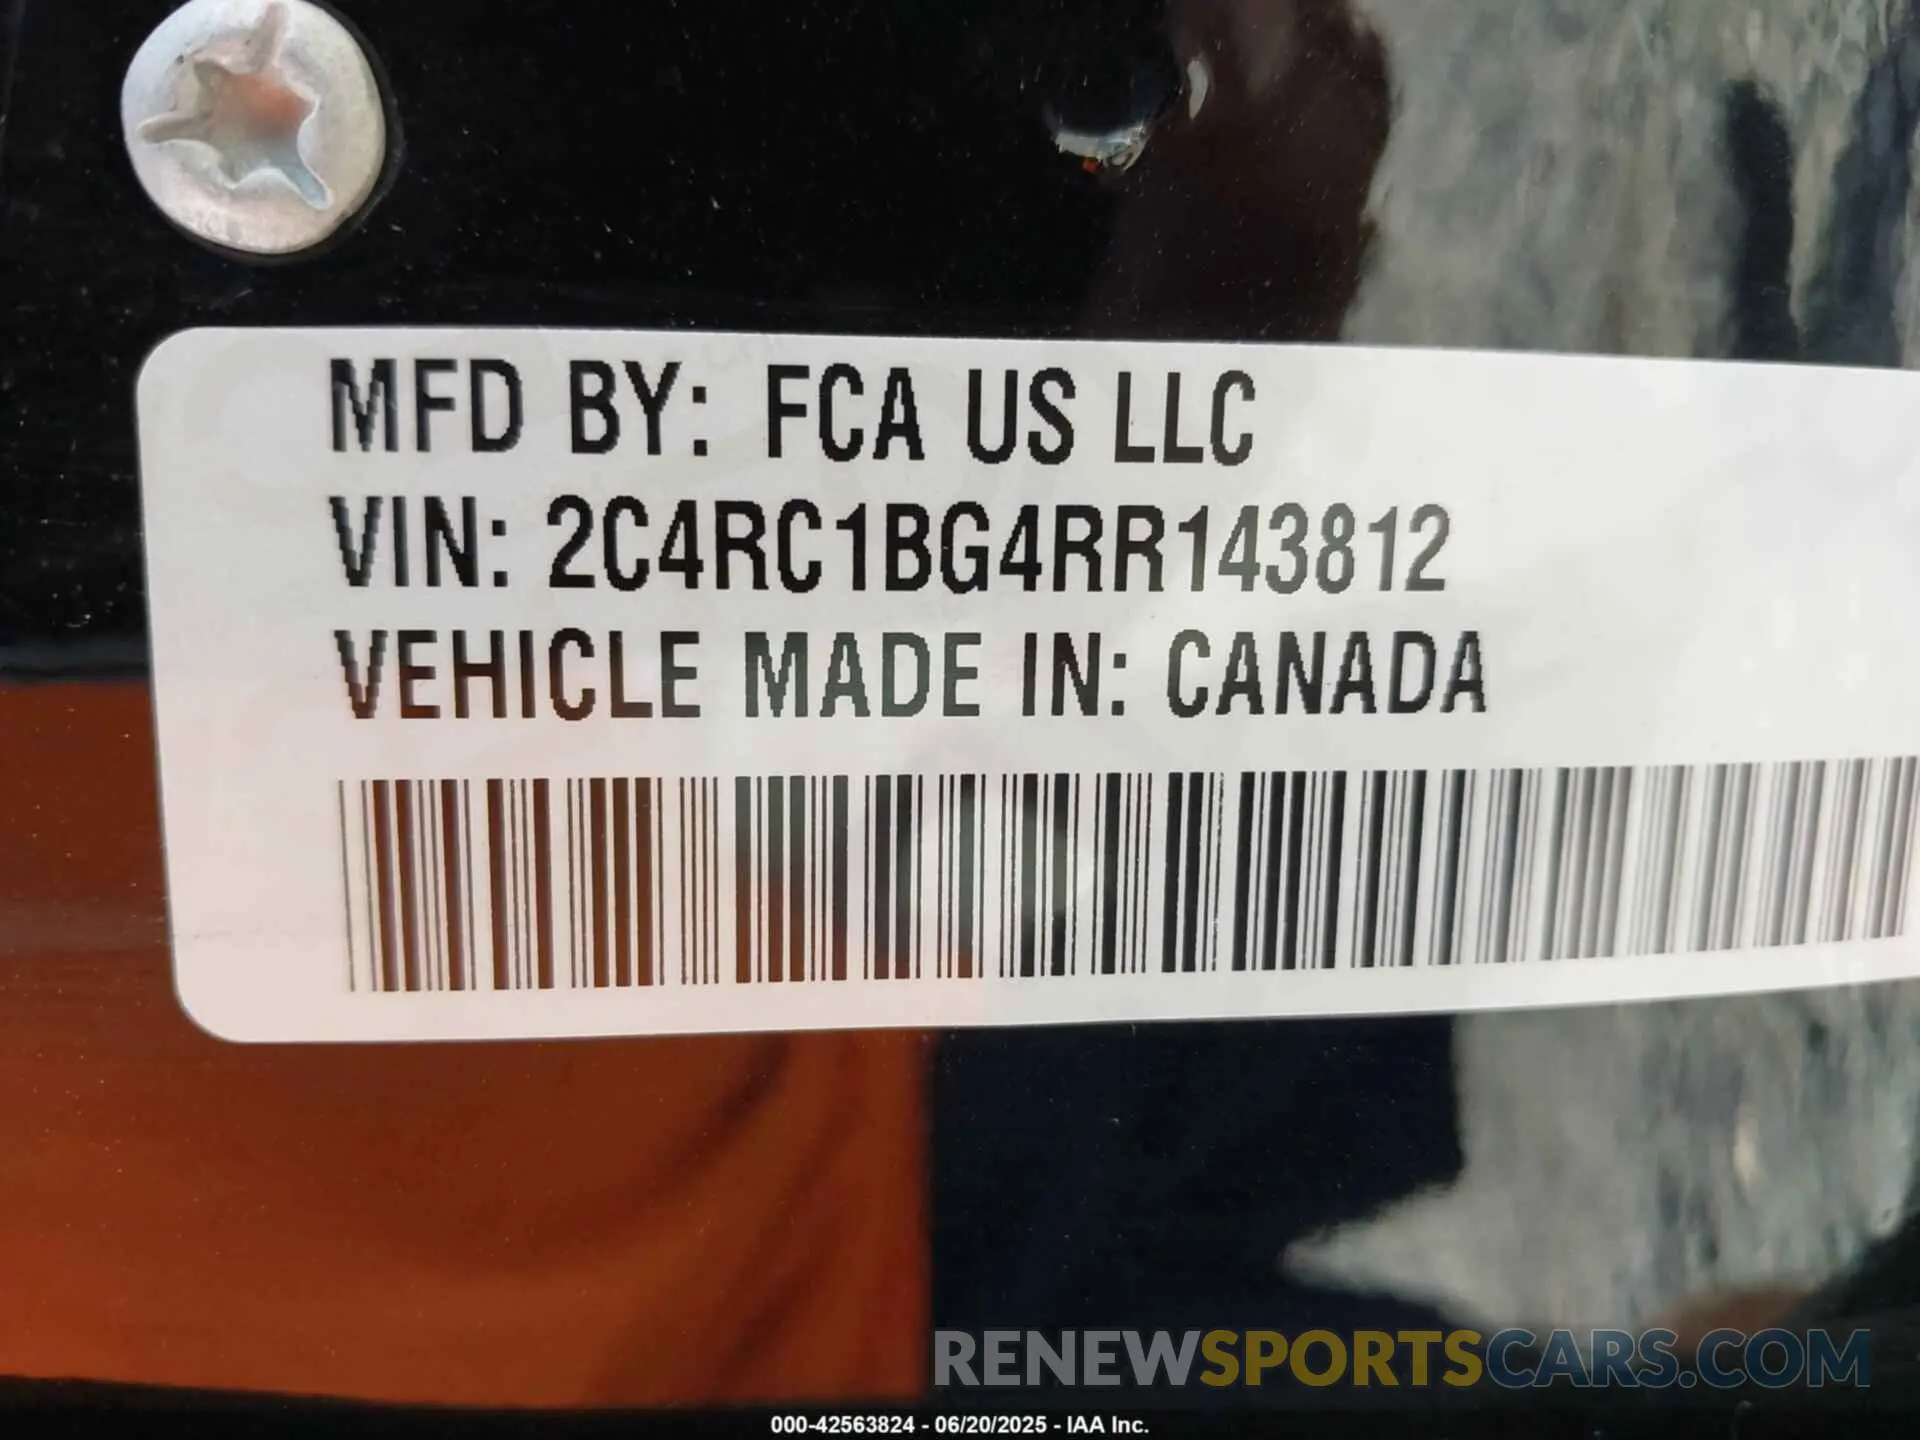 MFD BY: FCA US LLC
VIN: 2C4RC1BG4RR143812
VEHICLE MADE IN: CANADA
RENEWSPORTSCARS.COM
000-42563824 - 06/20/2025 - IAA Inc.